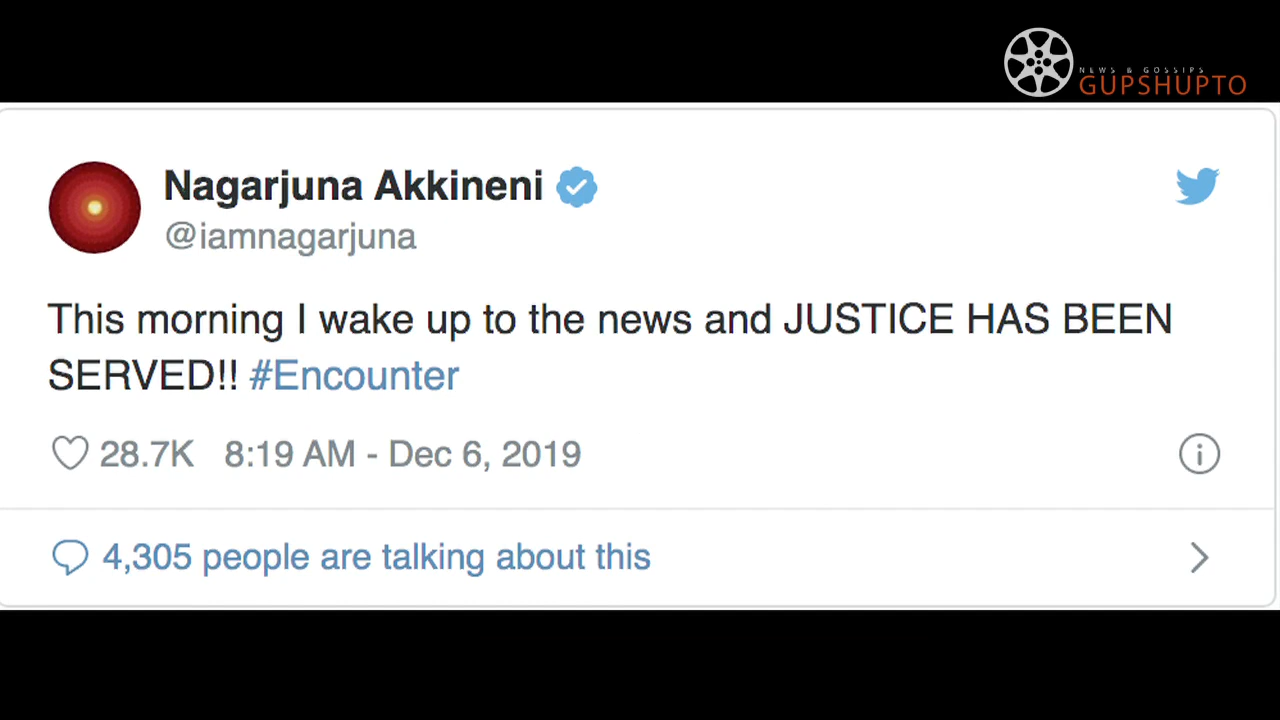 NEWS & GOSSIPS
GUPSHUPTO
Nagarjuna Akkineni
@iamnagarjuna
This morning I wake up to the news and JUSTICE HAS BEEN
SERVED!! #Encounter
28.7K 8:19 AM - Dec 6, 2019
4,305 people are talking about this